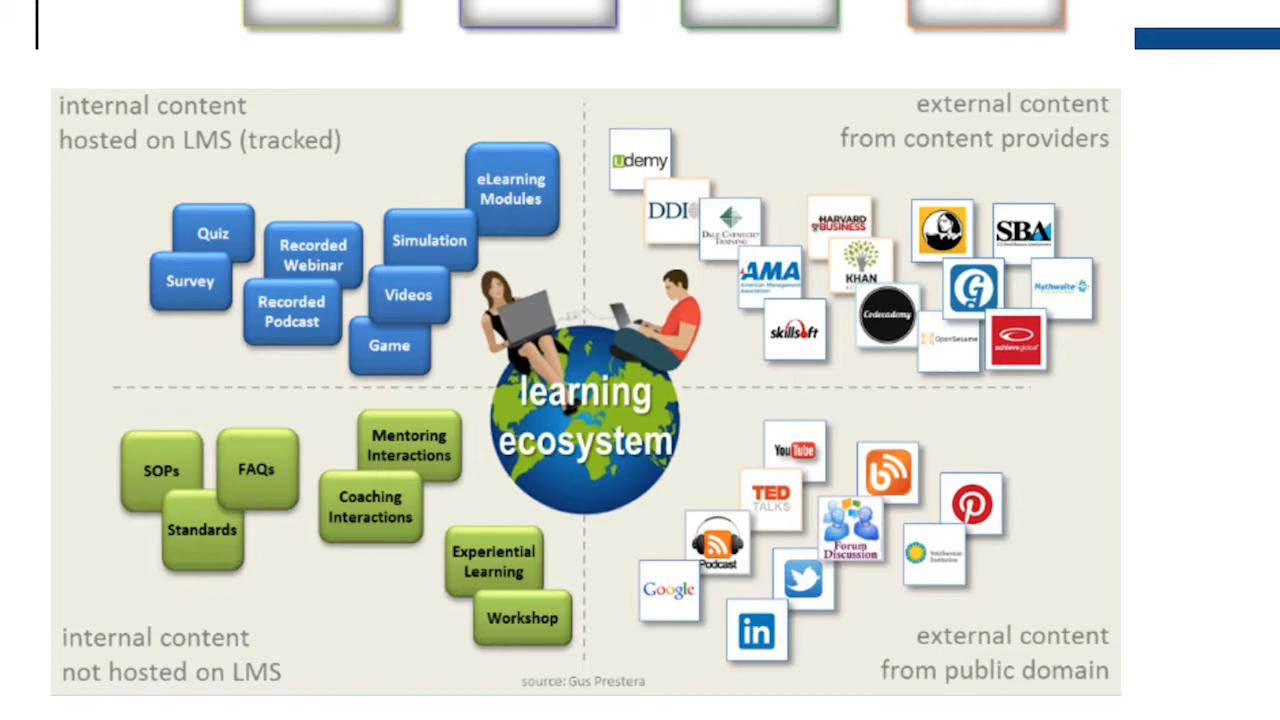 internal content
hosted on LMS (tracked)
eLearning
Modules
Quiz
Simulation
Recorded
Webinar
Survey
Videos
Recorded
Podcast
Game
external content
from content providers
udemy
DDI
DALE CARNEGIE
TRAINING
HARVARD
BUSINESS
SBA
AMA
American Management
Association
KHAN
G
Huthwaite
Codecademy
skillsoft
OpenSesame
achieveglobal
learning
ecosystem
SOPs
FAQs
Standards
Mentoring
Interactions
Coaching
Interactions
Experiential
Learning
Workshop
internal content
not hosted on LMS
YouTube
TED
TALKS
Forum
Discussion
Podcast
Smithsonian
Institution
Google
in
external content
from public domain
source: Gus Prestera